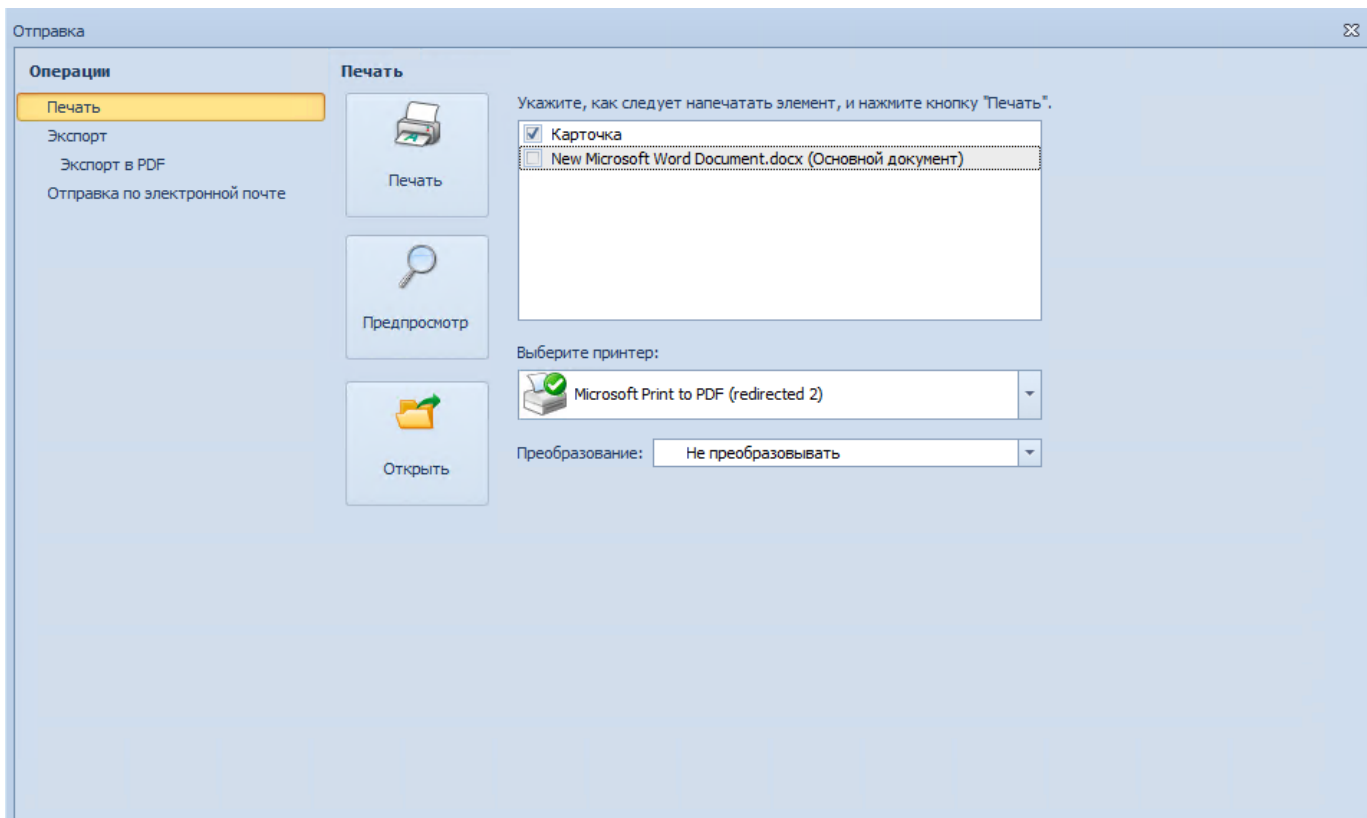 Отправка
Операции
Печать
Экспорт
Экспорт в PDF
Отправка по электронной почте
Печать
Печать
Предпросмотр
Открыть
Укажите, как следует напечатать элемент, и нажмите кнопку "Печать".
Карточка
New Microsoft Word Document.docx (Основной документ)
Выберите принтер:
Microsoft Print to PDF (redirected 2)
Преобразование: Не преобразовывать